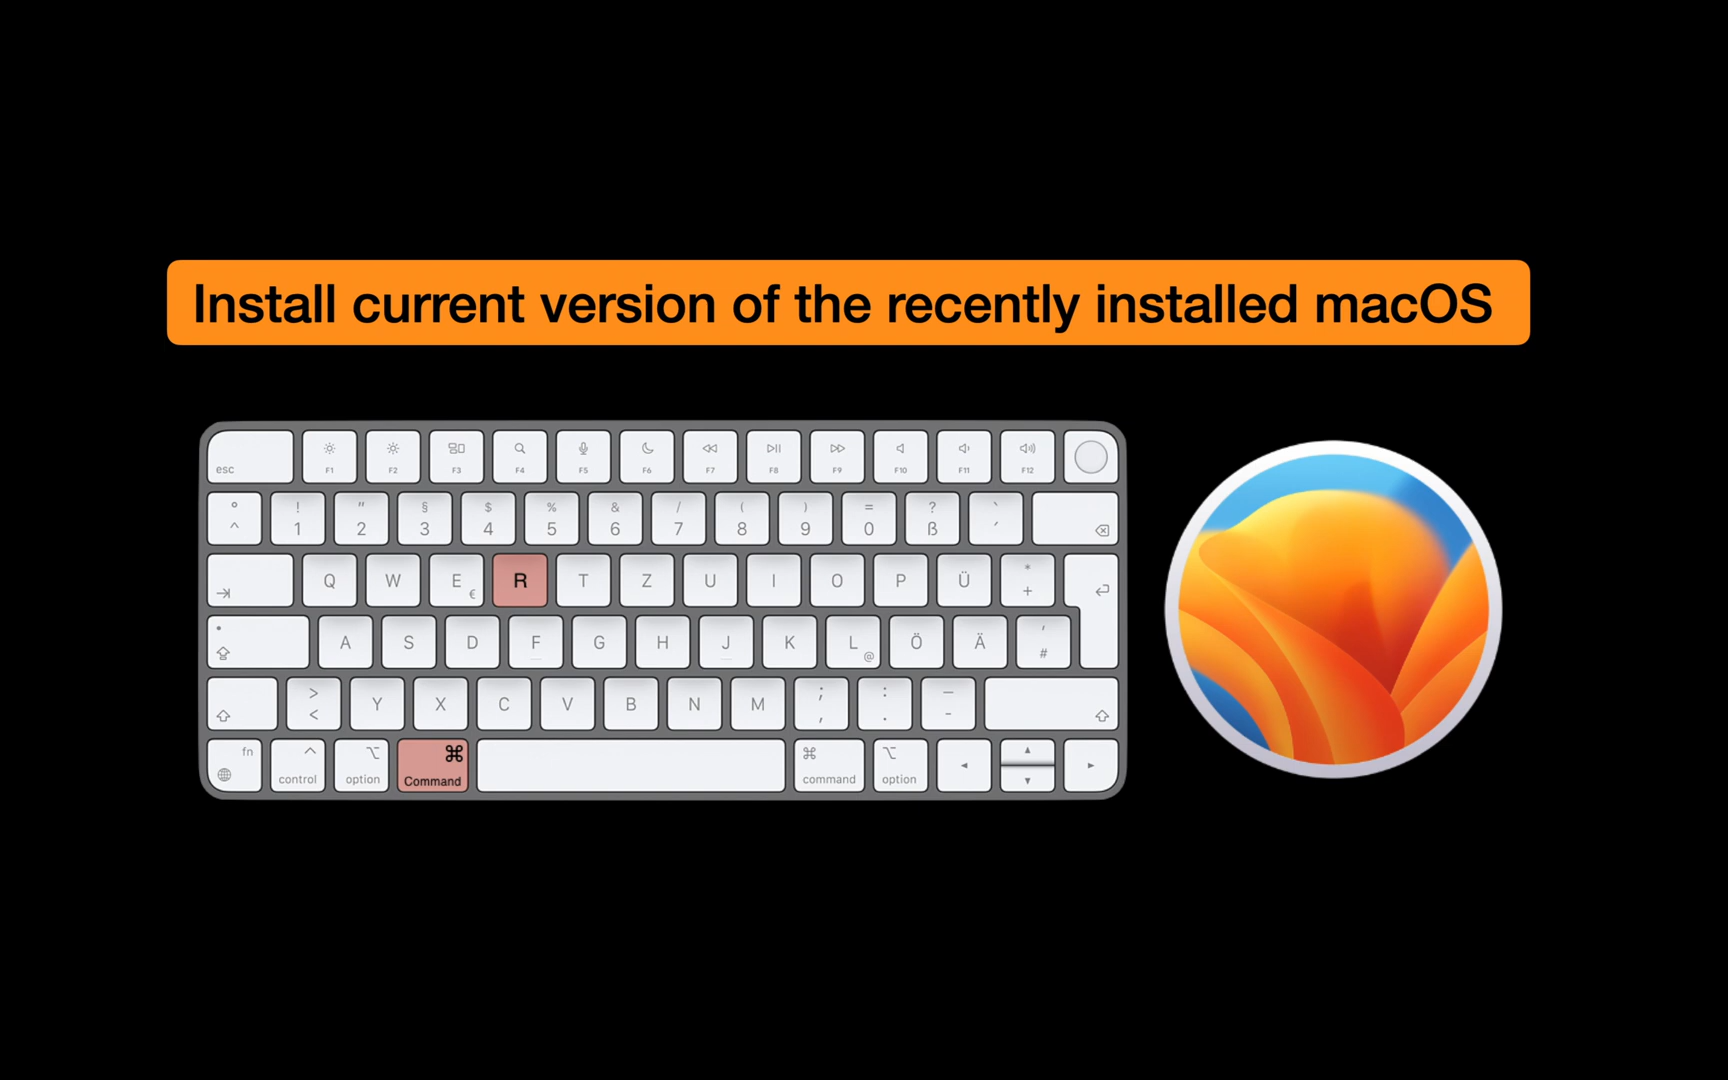 Install current version of the recently installed macOS
esc F1 F2 F3 F4 F5 F6 F7 F8 F9 F10 F11 F12
° ! " § $ % & / ( ) = ? `
^ 1 2 3 4 5 6 7 8 9 0 ß ´
Q W E € R T Z U I O P Ü * +
A S D F G H J K L @ Ö Ä ' #
> < Y X C V B N M ; , : . _ -
fn ^ ⌥ ⌘ ⌘ ⌥
control option Command command option